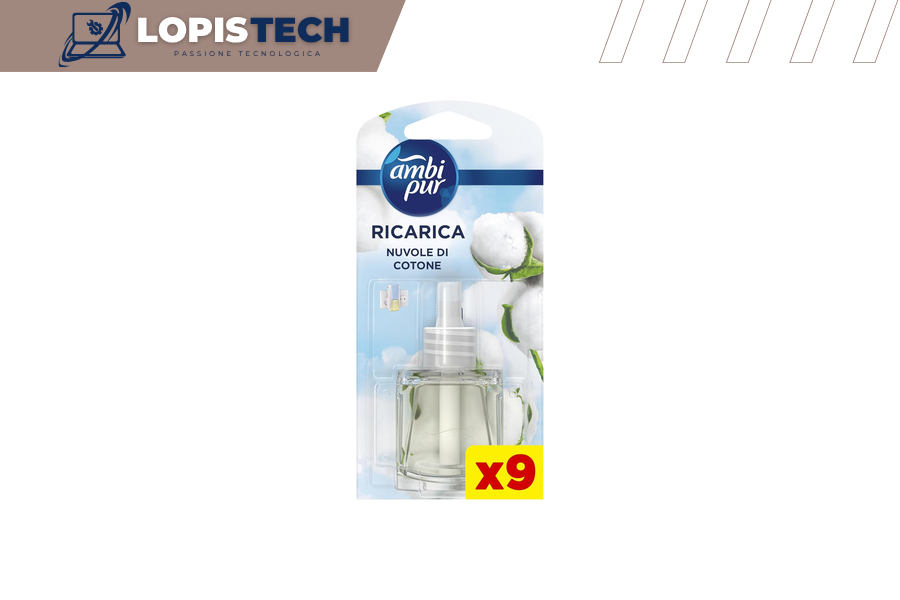 LOPISTECH
PASSIONE TECNOLOGICA
ambi
pur
RICARICA
NUVOLE DI
COTONE
x9